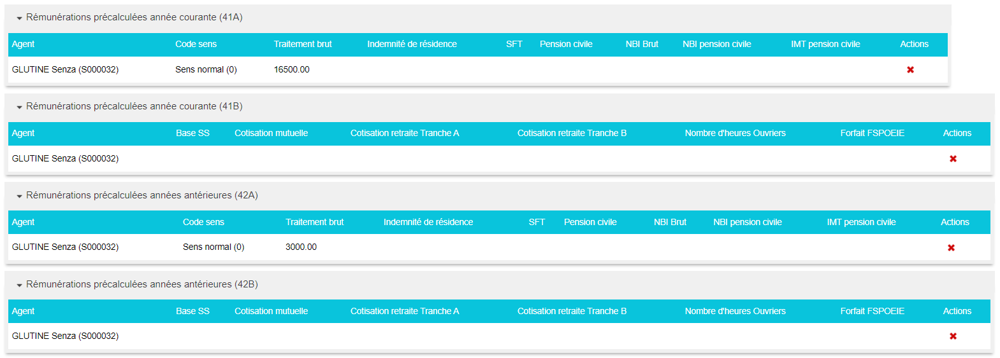 Rémunérations précalculées année courante (41A)
Agent Code sens Traitement brut Indemnité de résidence SFT Pension civile NBI Brut NBI pension civile IMT pension civile Actions
GLUTINE Senza (S000032) Sens normal (0) 16500.00
Rémunérations précalculées année courante (41B)
Agent Base SS Cotisation mutuelle Cotisation retraite Tranche A Cotisation retraite Tranche B Nombre d'heures Ouvriers Forfait FSPOEIE Actions
GLUTINE Senza (S000032)
Rémunérations précalculées années antérieures (42A)
Agent Code sens Traitement brut Indemnité de résidence SFT Pension civile NBI Brut NBI pension civile IMT pension civile Actions
GLUTINE Senza (S000032) Sens normal (0) 3000.00
Rémunérations précalculées années antérieures (42B)
Agent Base SS Cotisation mutuelle Cotisation retraite Tranche A Cotisation retraite Tranche B Nombre d'heures Ouvriers Forfait FSPOEIE Actions
GLUTINE Senza (S000032)